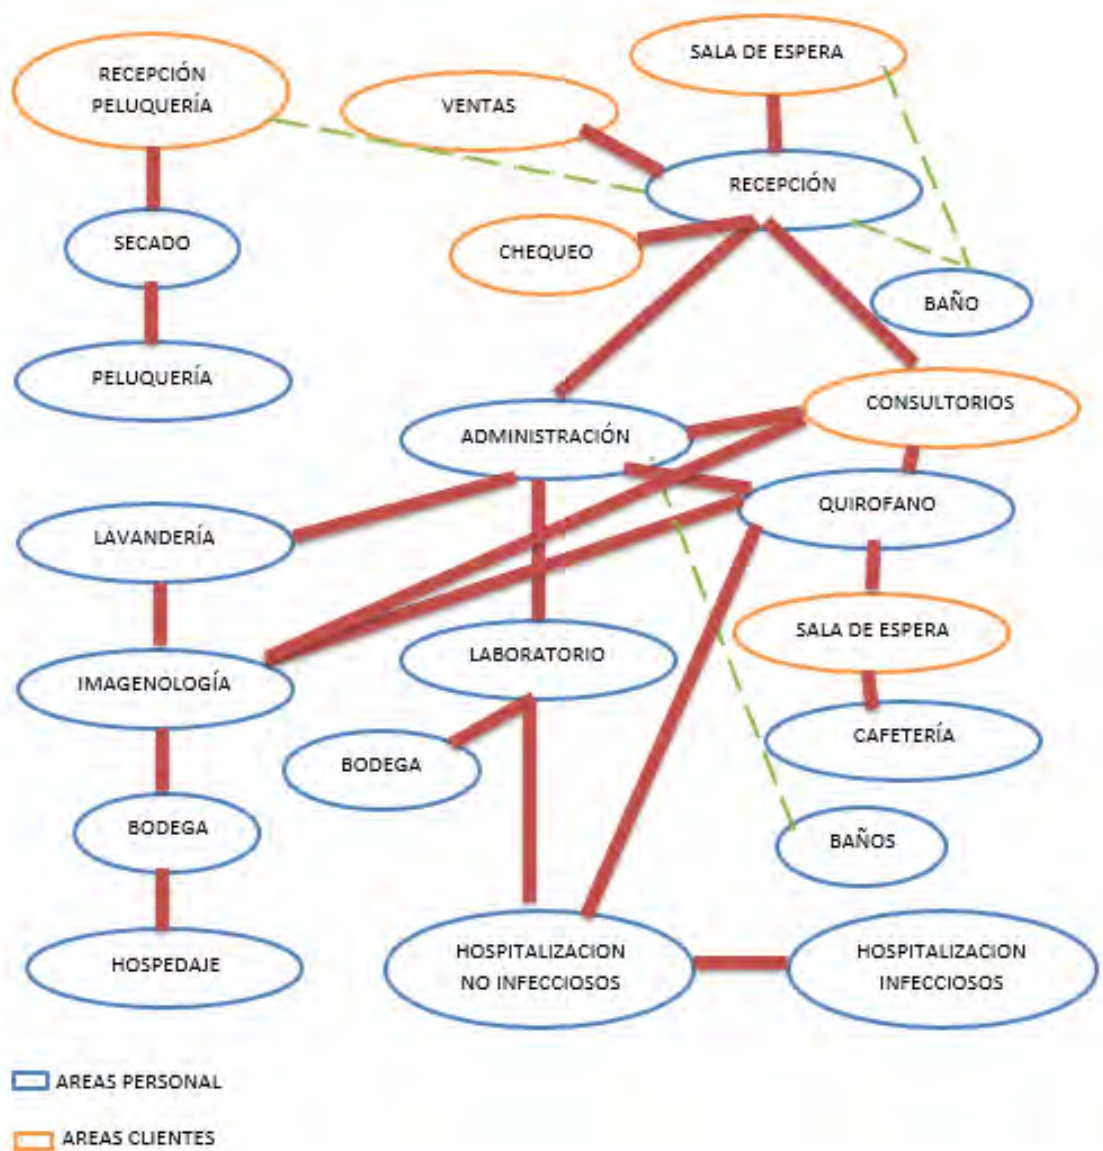 SALA DE ESPERA
RECEPCIÓN
PELUQUERÍA
VENTAS
RECEPCIÓN
SECADO
CHEQUEO
BAÑO
PELUQUERÍA
CONSULTORIOS
ADMINISTRACIÓN
QUIROFANO
LAVANDERÍA
SALA DE ESPERA
LABORATORIO
IMAGENOLOGÍA
CAFETERÍA
BODEGA
BODEGA
BAÑOS
HOSPEDAJE
HOSPITALIZACION
NO INFECCIOSOS
HOSPITALIZACION
INFECCIOSOS
AREAS PERSONAL
AREAS CLIENTES